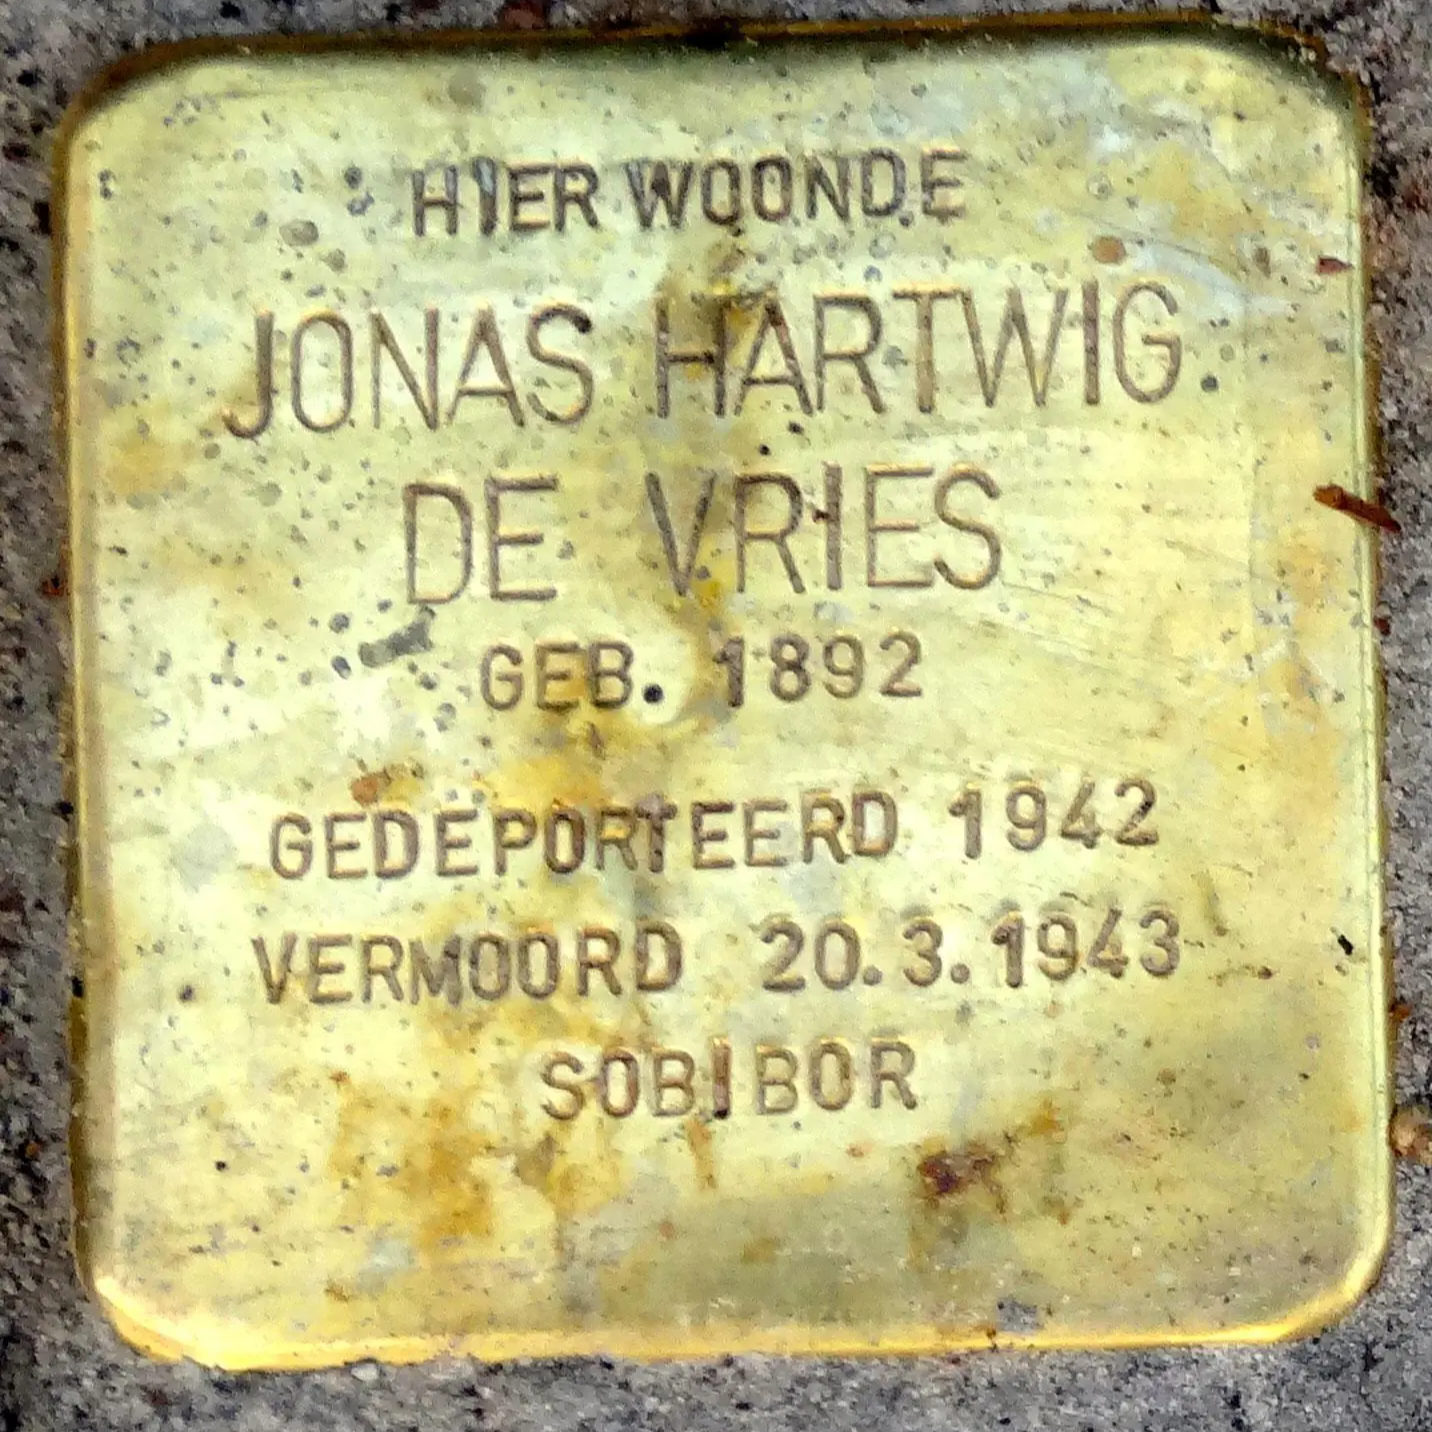 HIER WOONDE
JONAS HARTWIG
DE VRIES
GEB. 1892
GEDEPORTEERD 1942
VERMOORD 20.3.1943
SOBIBOR